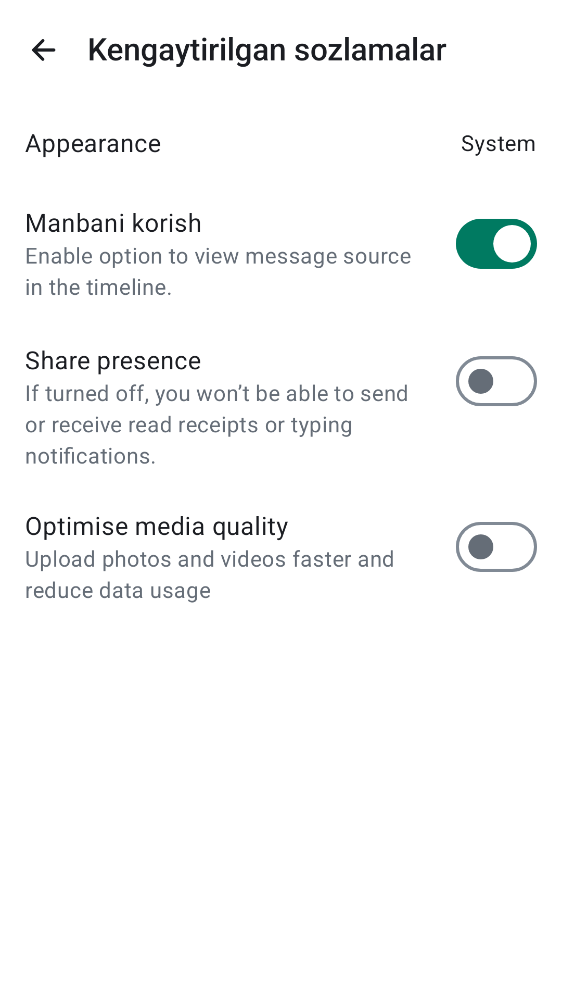 Kengaytirilgan sozlamalar
Appearance
System
Manbani korish
Enable option to view message source
in the timeline.
Share presence
If turned off, you won’t be able to send
or receive read receipts or typing
notifications.
Optimise media quality
Upload photos and videos faster and
reduce data usage